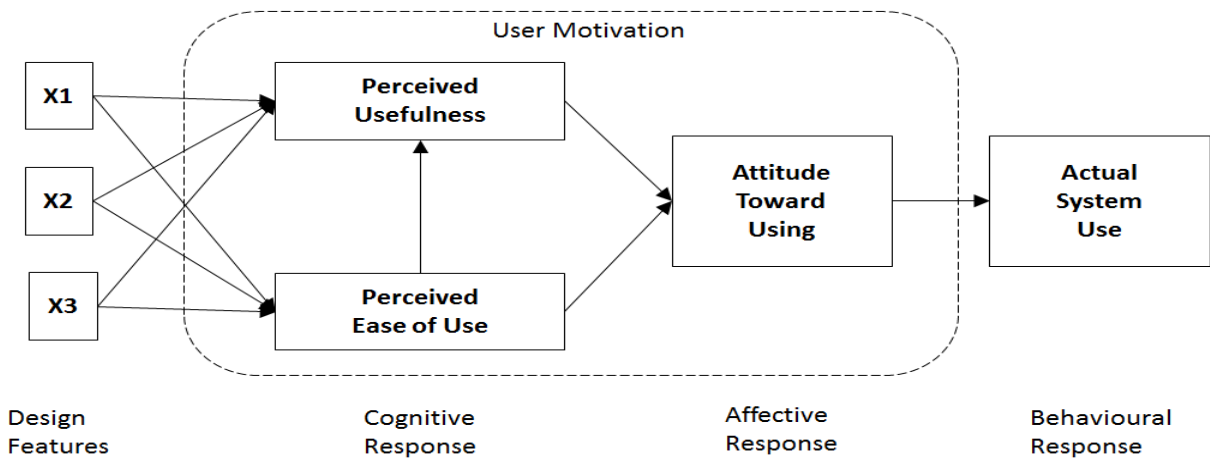 User Motivation
X1
X2
X3
Perceived
Usefulness
Perceived
Ease of Use
Attitude
Toward
Using
Actual
System
Use
Design
Features
Cognitive
Response
Affective
Response
Behavioural
Response